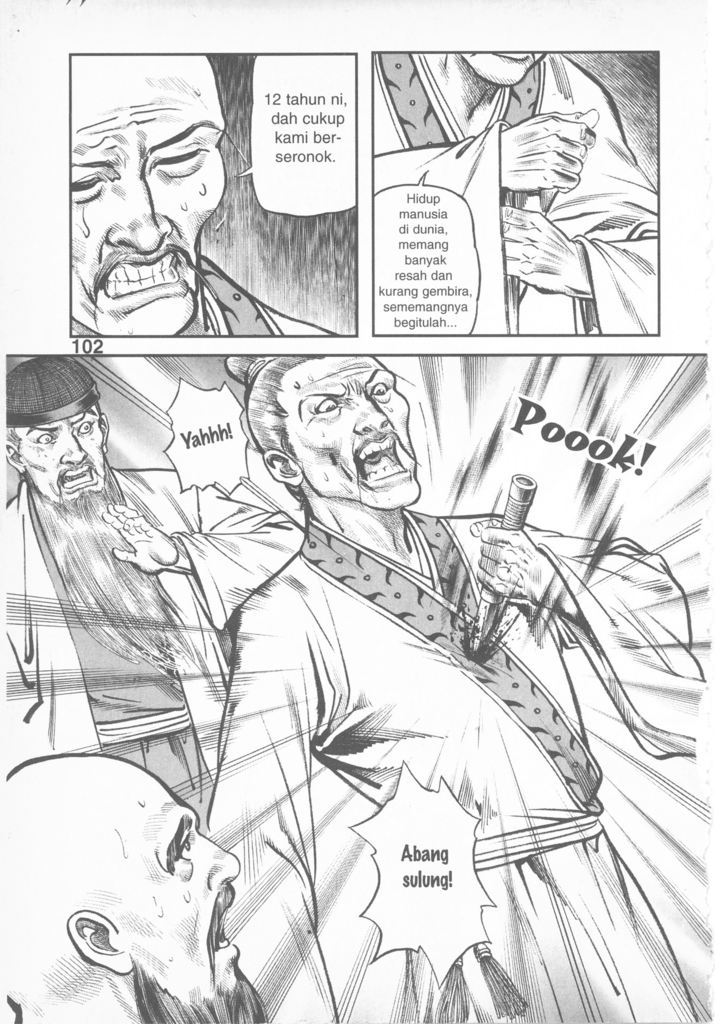 12 tahun ni,
dah cukup
kami ber-
seronok.
Hidup
manusia
di dunia,
memang
banyak
resah dan
kurang gembira,
sememangnya
begitulah...
102
Yahhh!
Poook!
Abang
sulung!